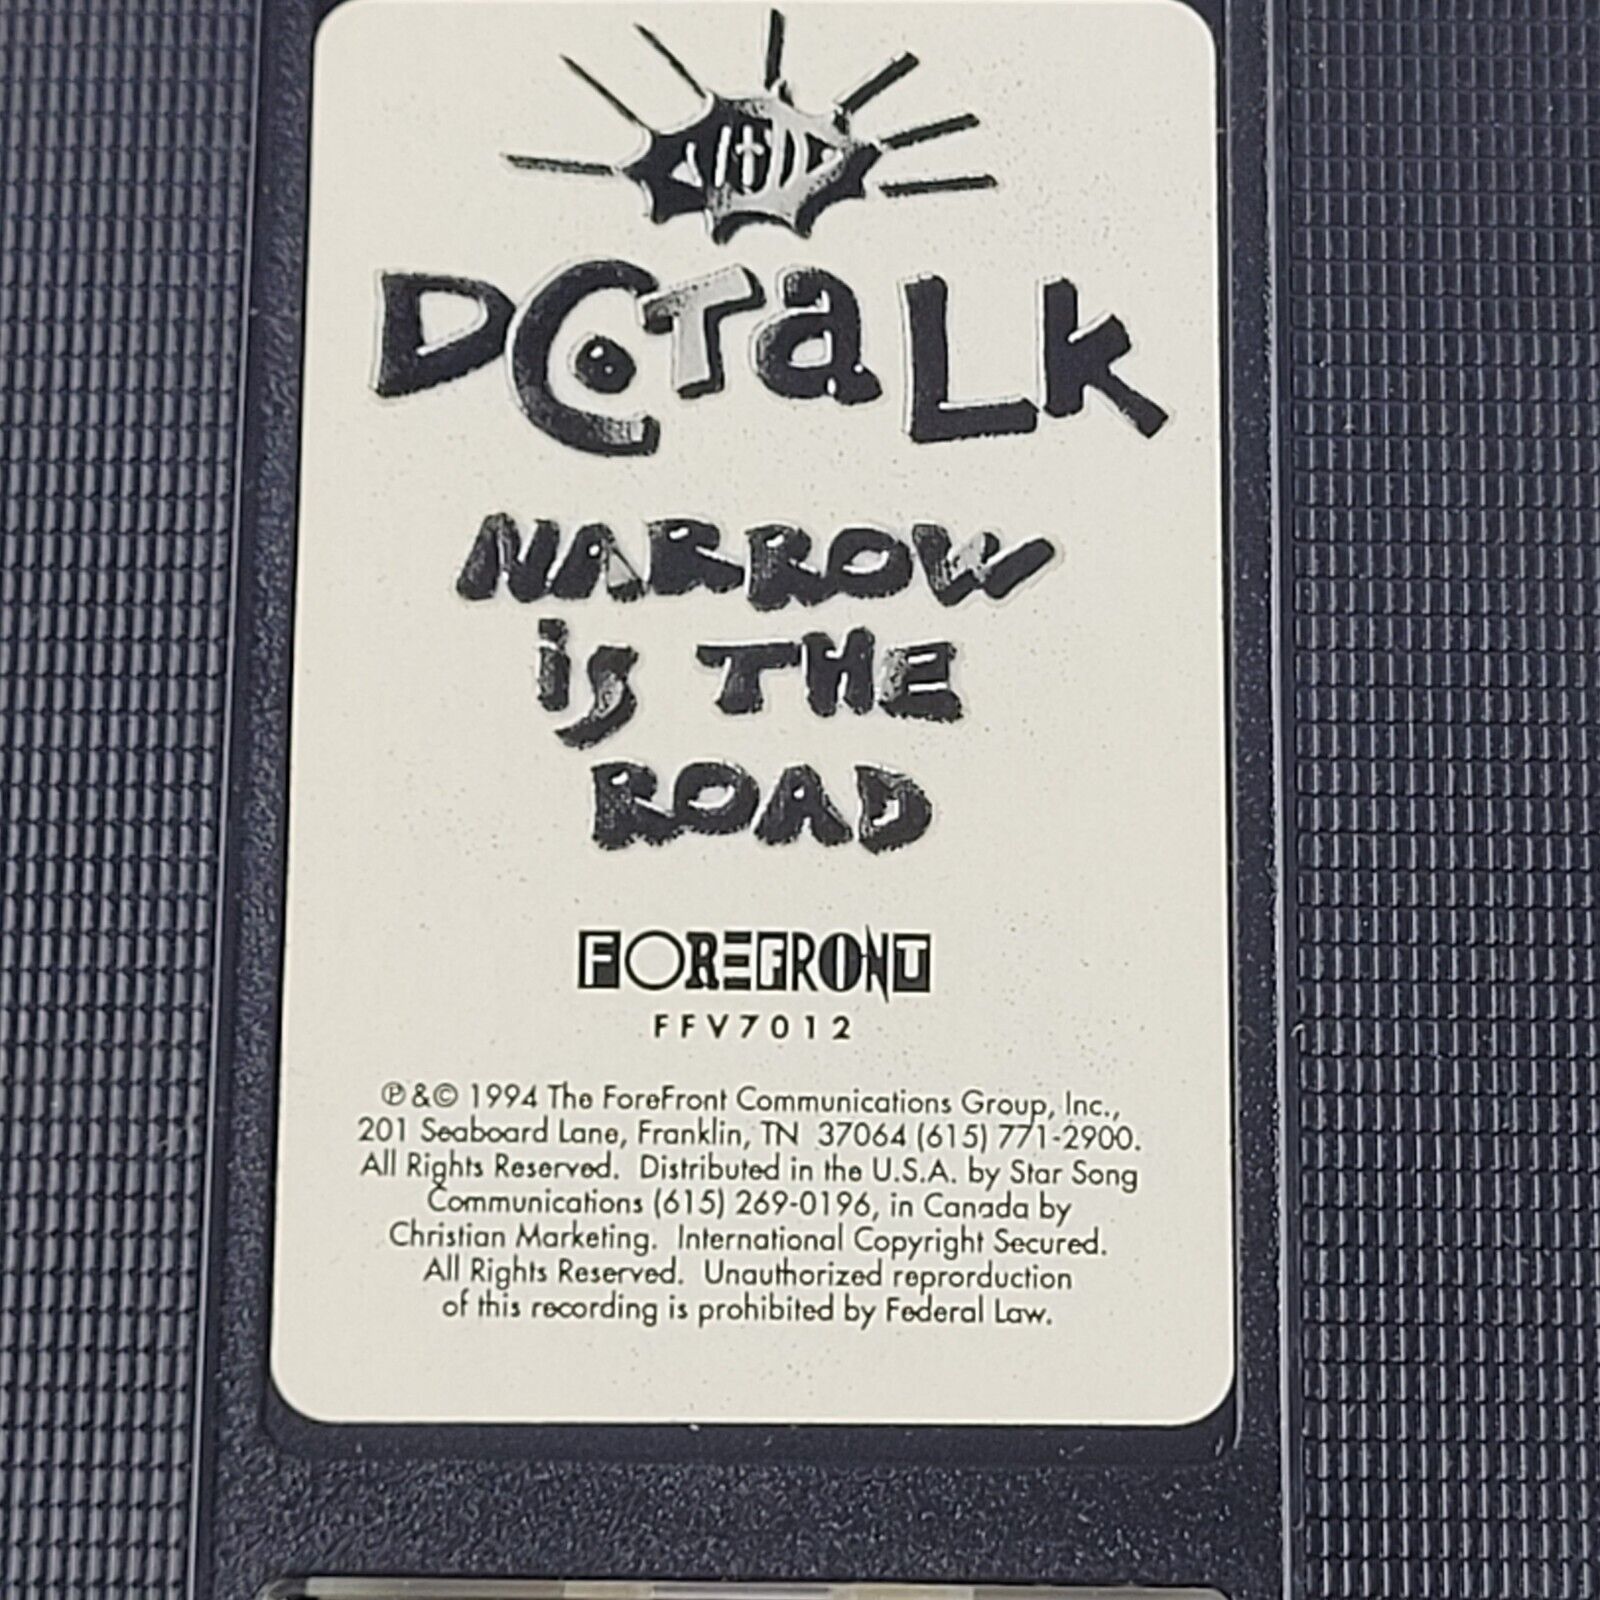 DC TaLk
NARROW
is THE
ROAD
FOREFRONT
FFV7012
℗&© 1994 The ForeFront Communications Group, Inc.,
201 Seaboard Lane, Franklin, TN 37064 (615) 771-2900.
All Rights Reserved. Distributed in the U.S.A. by Star Song
Communications (615) 269-0196, in Canada by
Christian Marketing. International Copyright Secured.
All Rights Reserved. Unauthorized reprorduction
of this recording is prohibited by Federal Law.